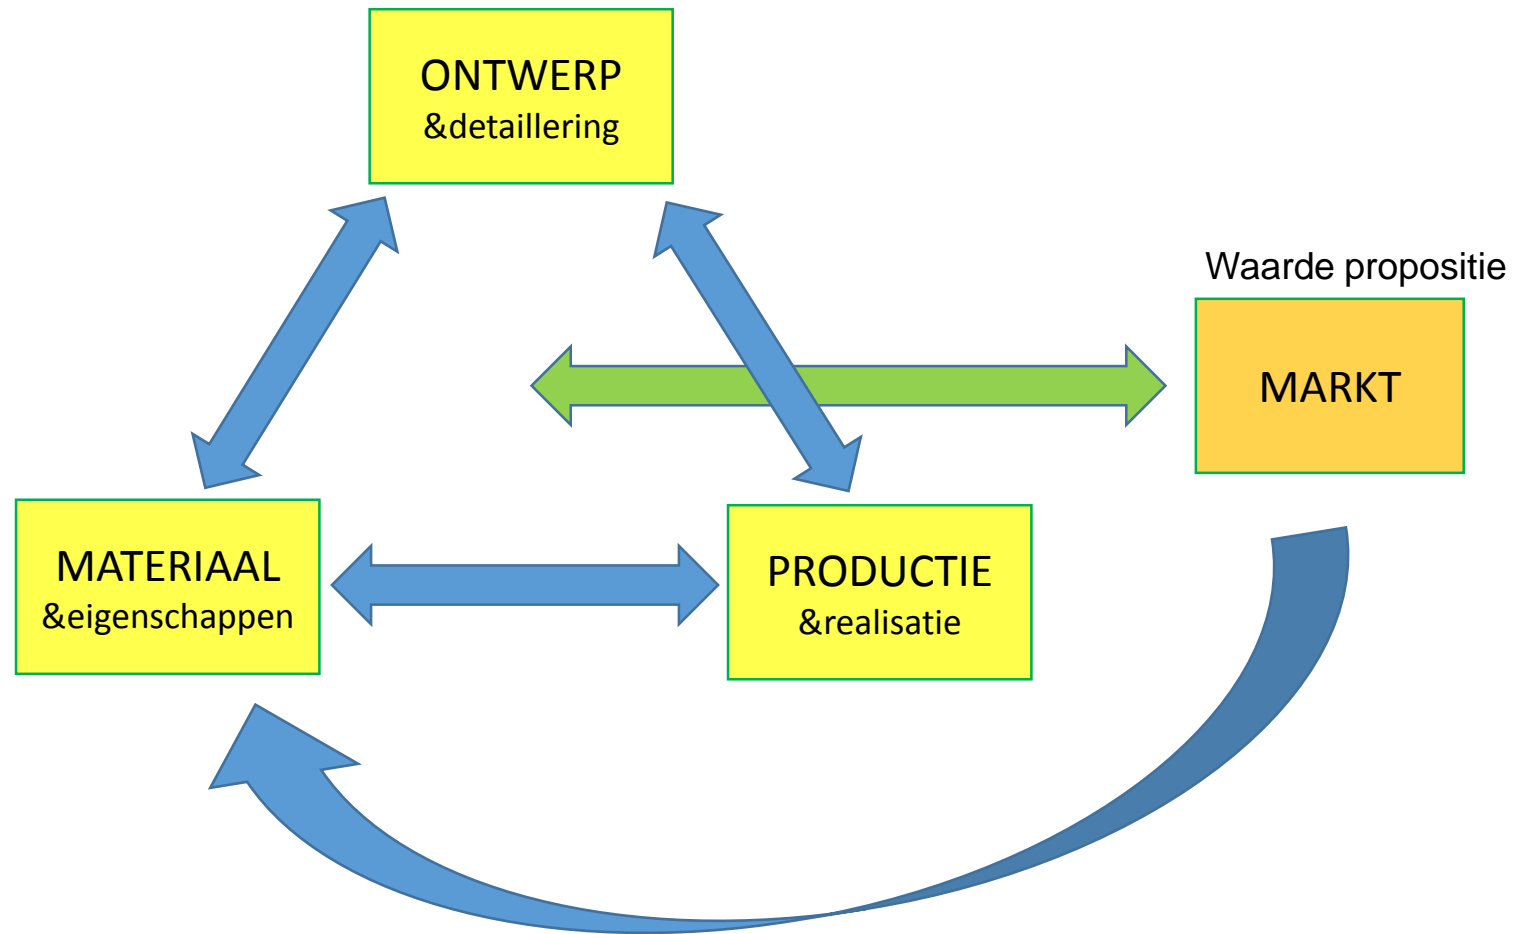 ONTWERP
&detaillering
Waarde propositie
MARKT
MATERIAAL
&eigenschappen
PRODUCTIE
&realisatie